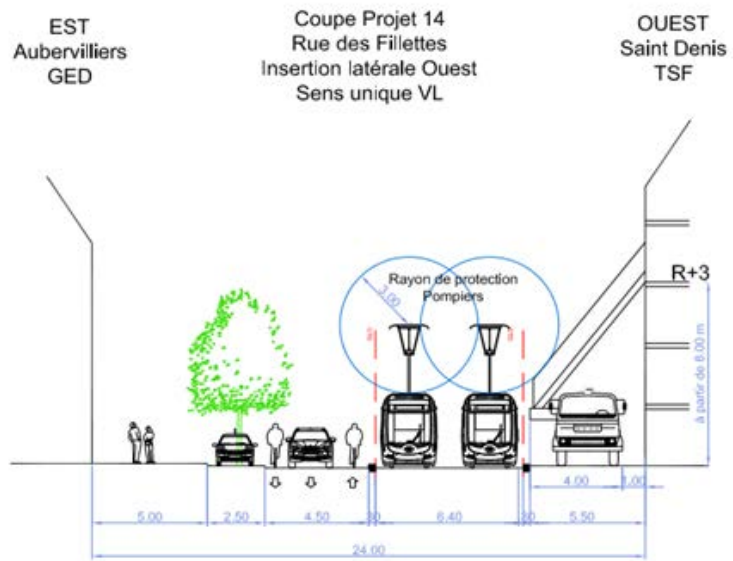 EST
Aubervilliers
GED
Coupe Projet 14
Rue des Fillettes
Insertion latérale Ouest
Sens unique VL
OUEST
Saint Denis
TSF
Rayon de protection
Pompiers
3.00
R+3
à partir de 8.00 m
4.00
1.00
5.00
2.50
4.50
30
6.40
30
5.50
24.00